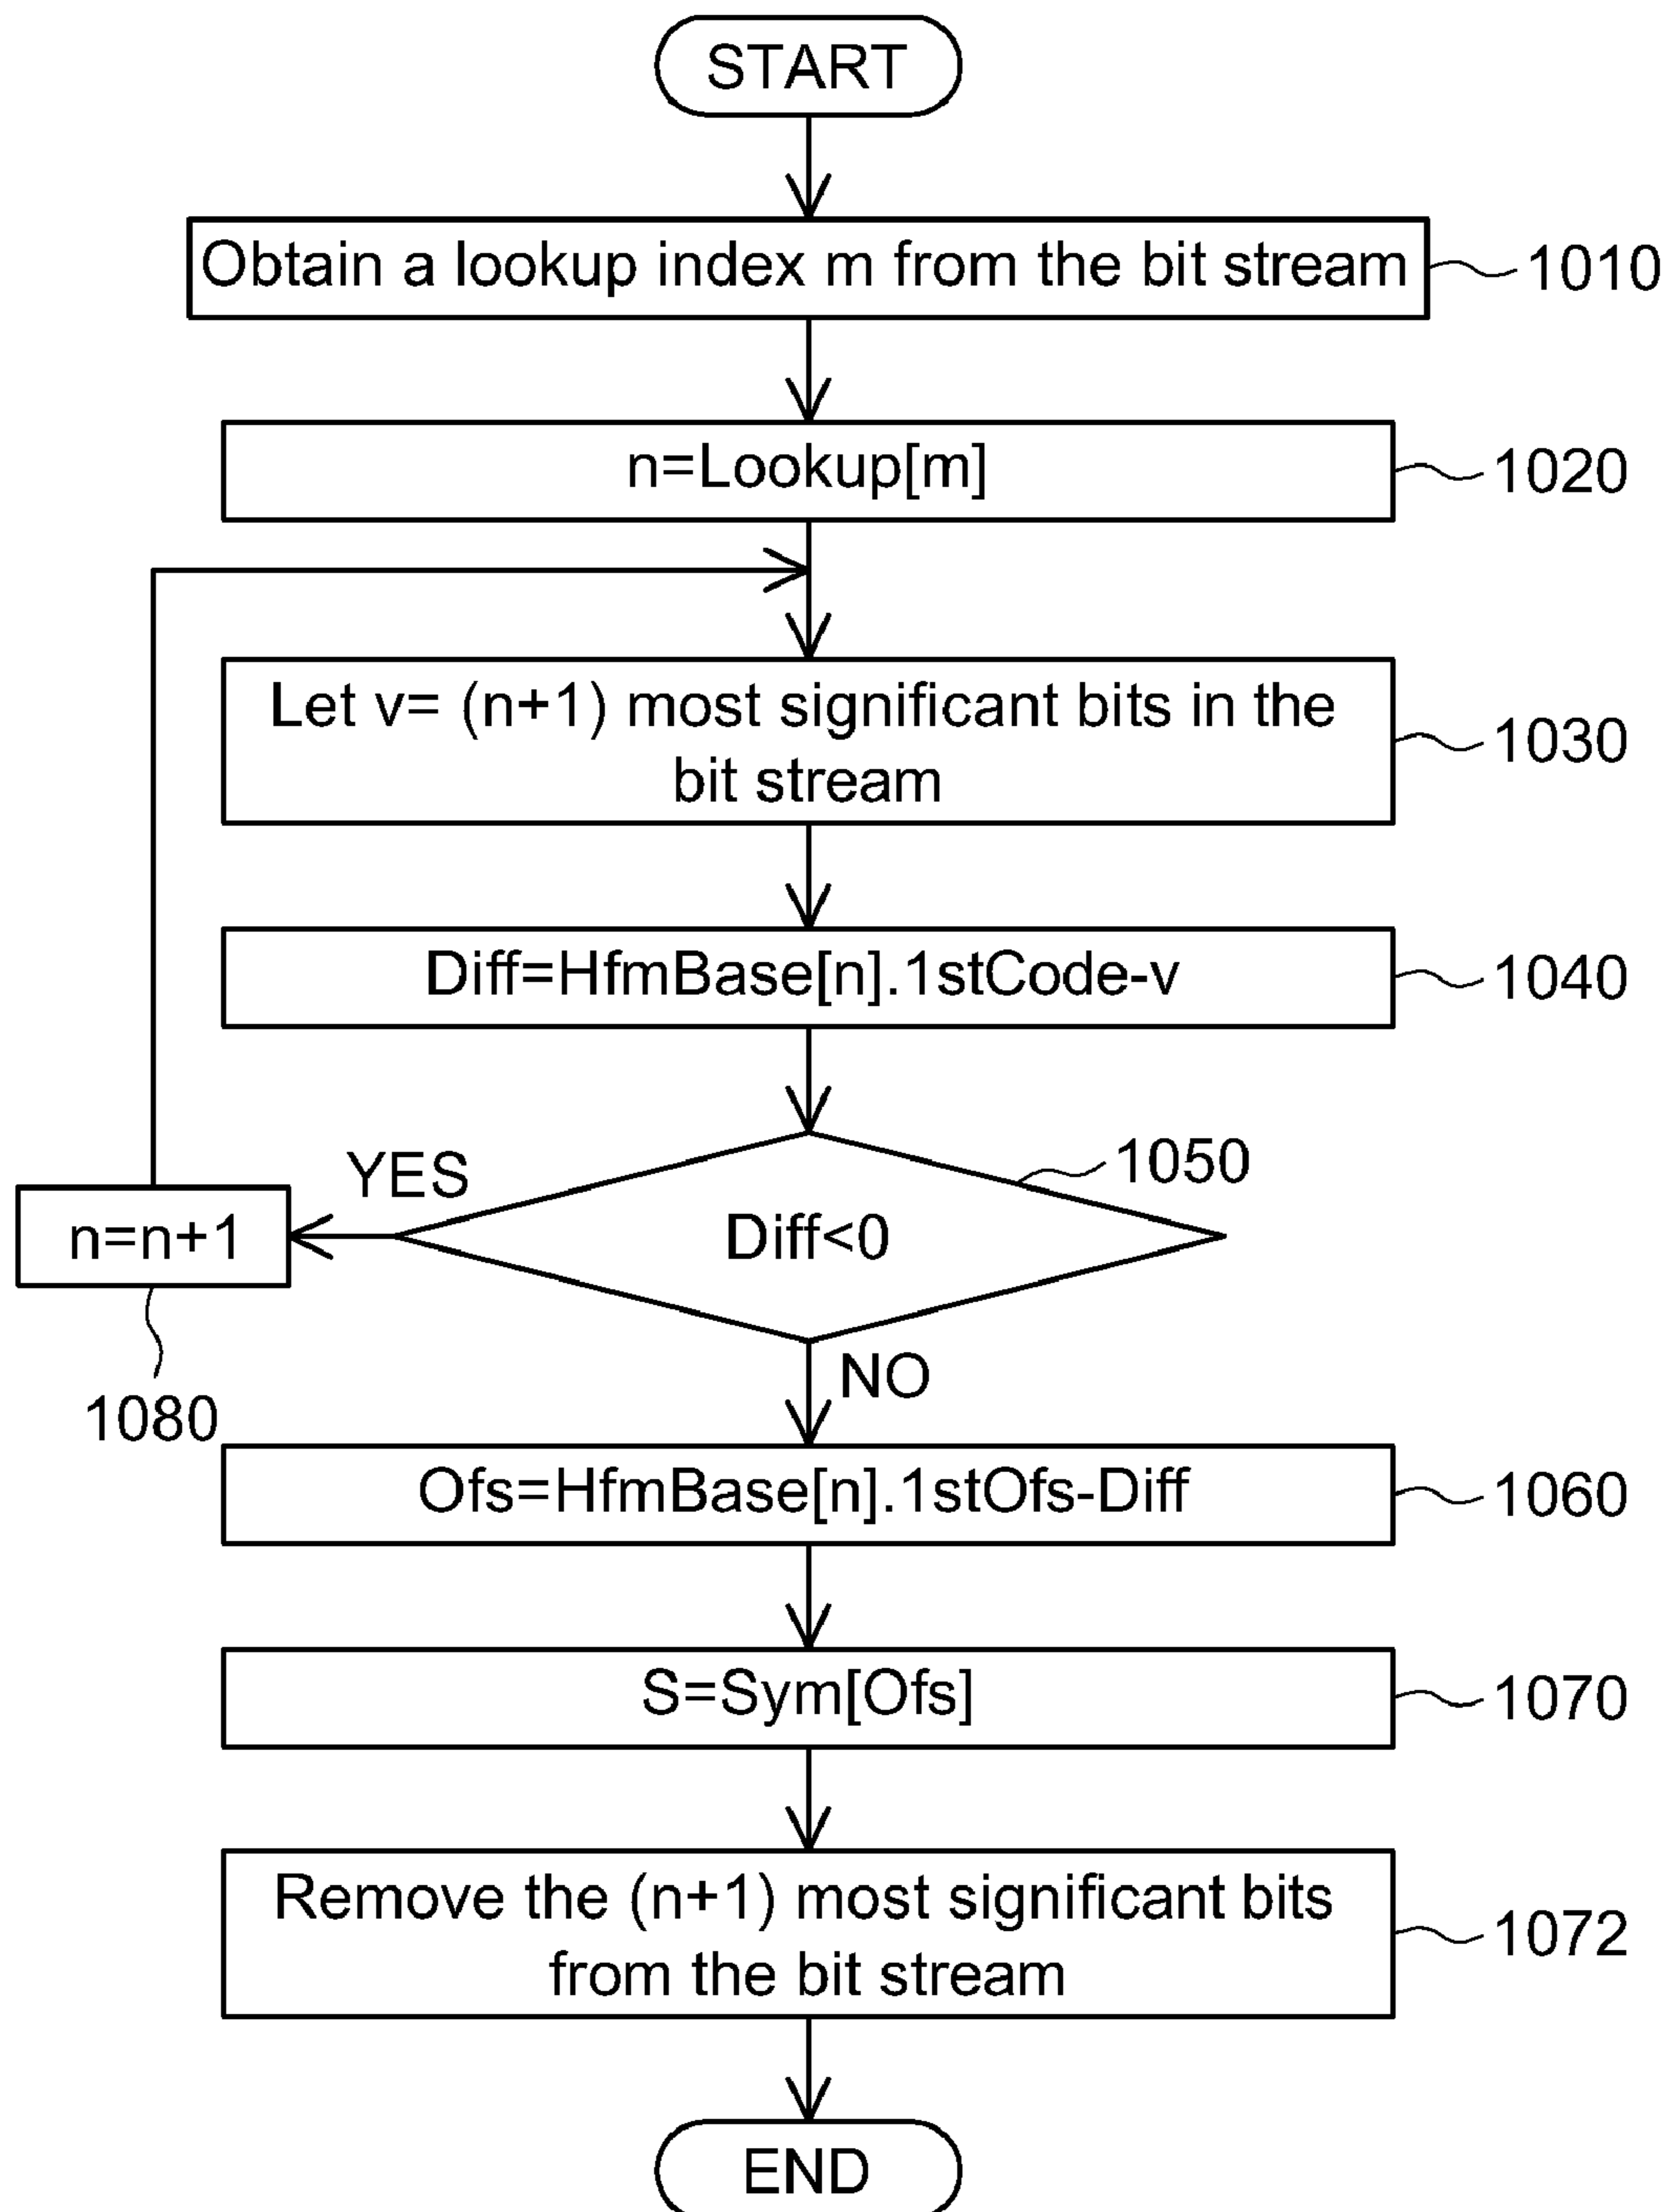 START
Obtain a lookup index m from the bit stream
1010
n=Lookup[m]
1020
Let v= (n+1) most significant bits in the
bit stream
1030
Diff=HfmBase[n].1stCode-v
1040
1050
YES
Diff<0
n=n+1
NO
1080
Ofs=HfmBase[n].1stOfs-Diff
1060
S=Sym[Ofs]
1070
Remove the (n+1) most significant bits
from the bit stream
1072
END